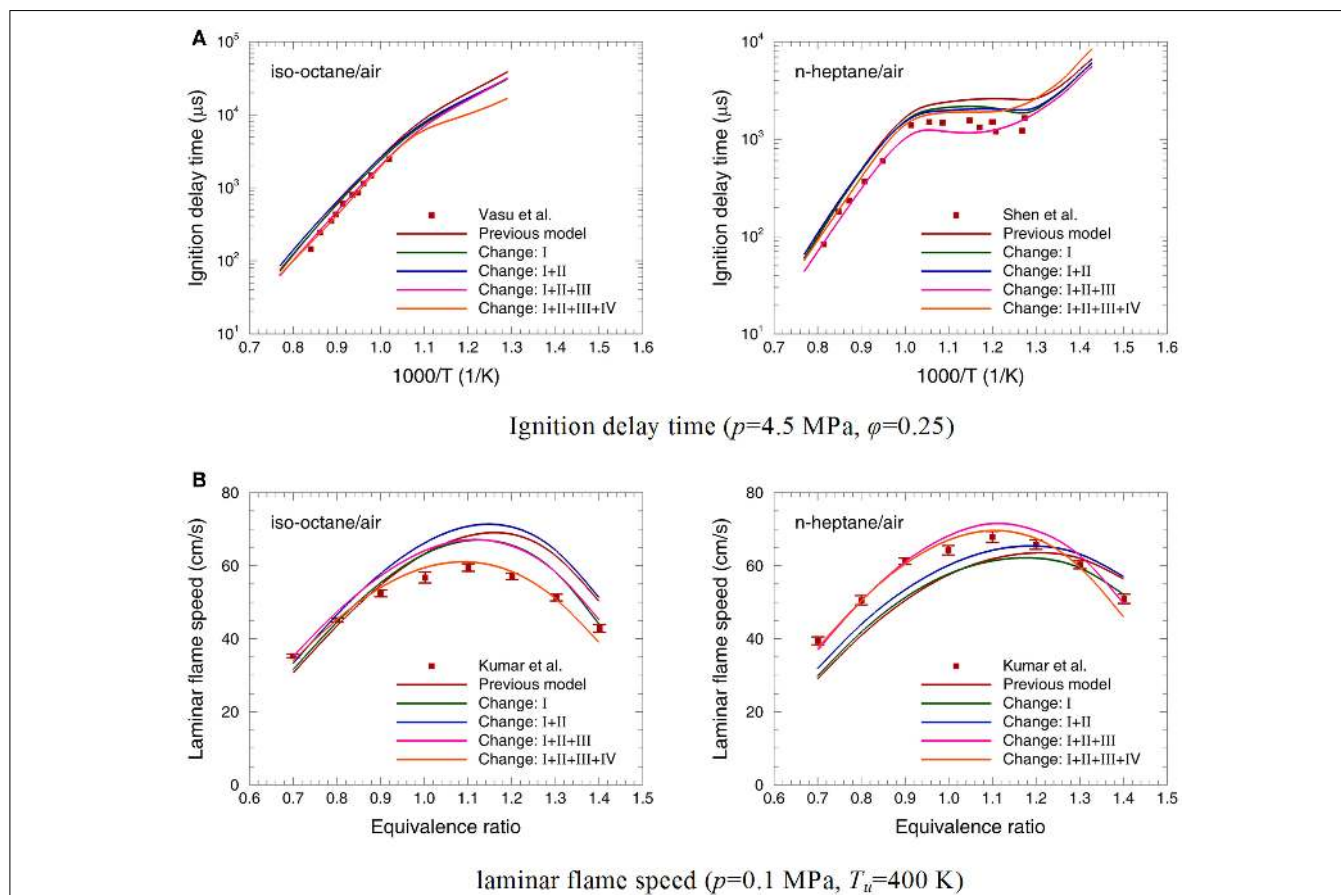 A
iso-octane/air
Ignition delay time (μs)
10⁵
10⁴
10³
10²
10¹
Vasu et al.
Previous model
Change: I
Change: I+II
Change: I+II+III
Change: I+II+III+IV
0.7 0.8 0.9 1.0 1.1 1.2 1.3 1.4 1.5 1.6
1000/T (1/K)
n-heptane/air
Ignition delay time (μs)
10⁴
10³
10²
10¹
Shen et al.
Previous model
Change: I
Change: I+II
Change: I+II+III
Change: I+II+III+IV
0.7 0.8 0.9 1.0 1.1 1.2 1.3 1.4 1.5 1.6
1000/T (1/K)
Ignition delay time (p=4.5 MPa, φ=0.25)
B
iso-octane/air
Laminar flame speed (cm/s)
80
60
40
20
0
Kumar et al.
Previous model
Change: I
Change: I+II
Change: I+II+III
Change: I+II+III+IV
0.6 0.7 0.8 0.9 1.0 1.1 1.2 1.3 1.4 1.5
Equivalence ratio
n-heptane/air
Laminar flame speed (cm/s)
80
60
40
20
0
Kumar et al.
Previous model
Change: I
Change: I+II
Change: I+II+III
Change: I+II+III+IV
0.6 0.7 0.8 0.9 1.0 1.1 1.2 1.3 1.4 1.5
Equivalence ratio
laminar flame speed (p=0.1 MPa, Tᵤ=400 K)